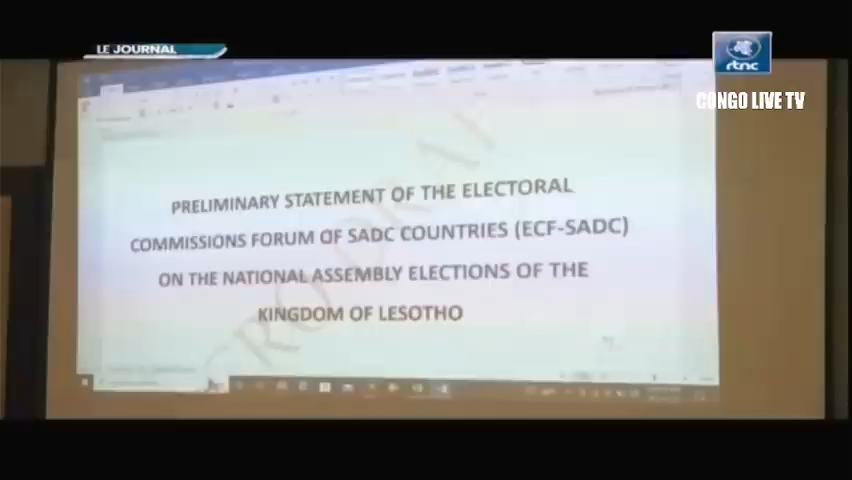 LE JOURNAL
rtnc
CONGO LIVE TV
PRELIMINARY STATEMENT OF THE ELECTORAL
COMMISSIONS FORUM OF SADC COUNTRIES (ECF-SADC)
ON THE NATIONAL ASSEMBLY ELECTIONS OF THE
KINGDOM OF LESOTHO